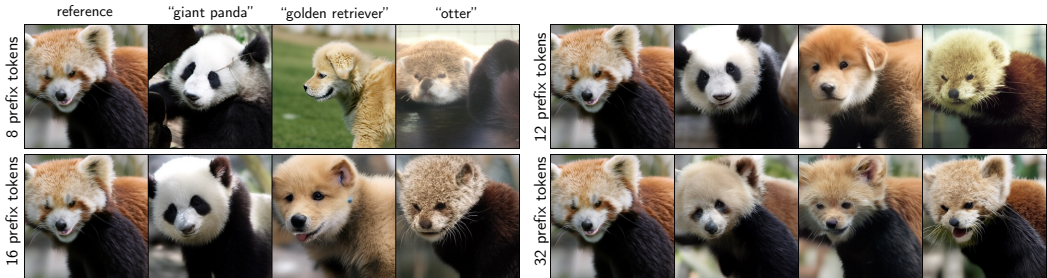 reference
“giant panda”
“golden retriever”
“otter”
8 prefix tokens
12 prefix tokens
16 prefix tokens
32 prefix tokens